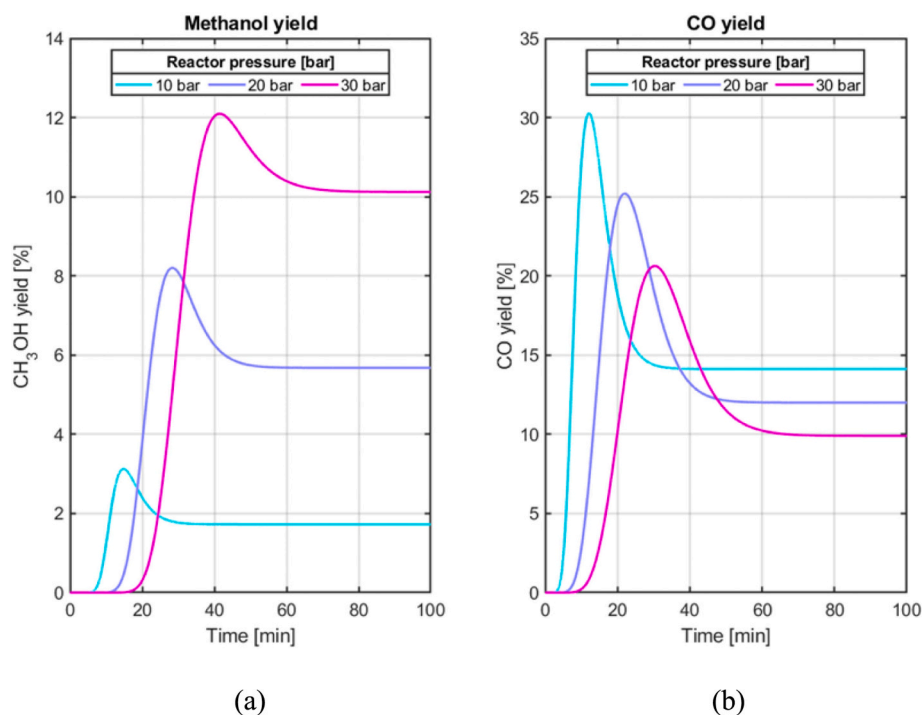 Methanol yield
Reactor pressure [bar]
10 bar 20 bar 30 bar
14
12
10
8
6
4
2
0
CH₃OH yield [%]
0 20 40 60 80 100
Time [min]
(a)
CO yield
Reactor pressure [bar]
10 bar 20 bar 30 bar
35
30
25
20
15
10
5
0
CO yield [%]
0 20 40 60 80 100
Time [min]
(b)